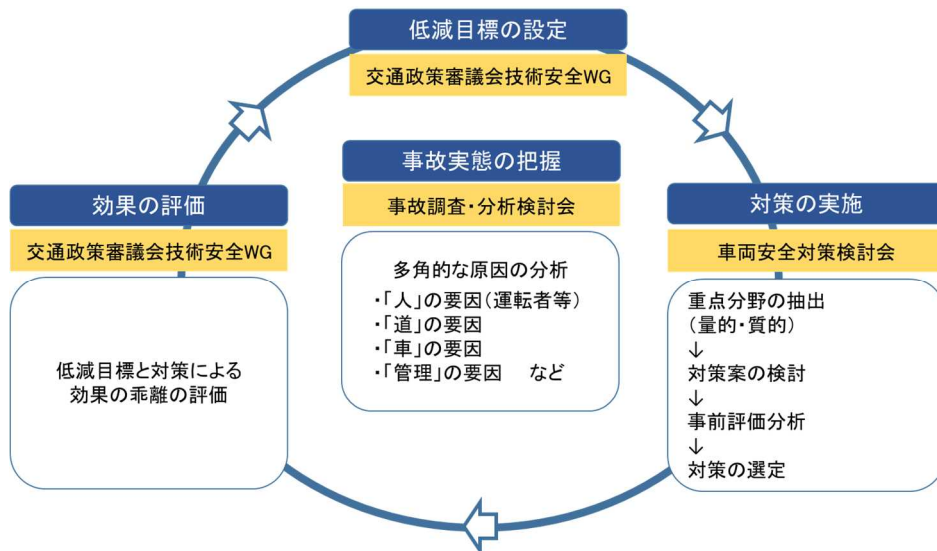 低減目標の設定
交通政策審議会技術安全WG
事故実態の把握
事故調査・分析検討会
多角的な原因の分析
・「人」の要因（運転者等）
・「道」の要因
・「車」の要因
・「管理」の要因　など
対策の実施
車両安全対策検討会
重点分野の抽出
（量的・質的）
↓
対策案の検討
↓
事前評価分析
↓
対策の選定
効果の評価
交通政策審議会技術安全WG
低減目標と対策による
効果の乖離の評価